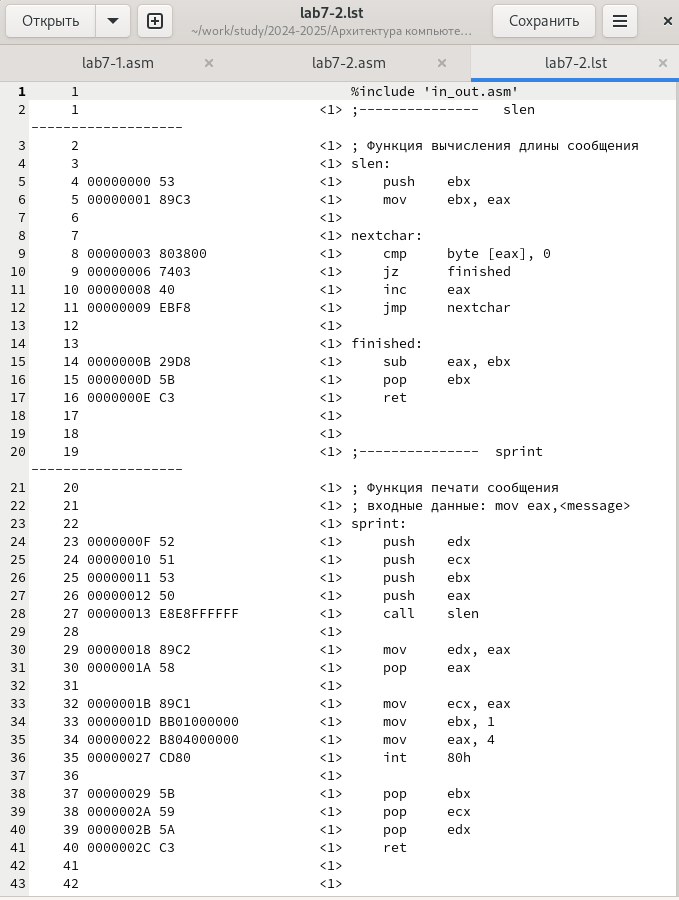 Открыть
lab7-2.lst
~/work/study/2024-2025/Архитектура компьюте…
Сохранить
lab7-1.asm × lab7-2.asm × lab7-2.lst ×
1 1 %include 'in_out.asm'
2 1 <1> ;--------------- slen
-------------------
3 2 <1> ; Функция вычисления длины сообщения
4 3 <1> slen:
5 4 00000000 53 <1> push ebx
6 5 00000001 89C3 <1> mov ebx, eax
7 6 <1>
8 7 <1> nextchar:
9 8 00000003 803800 <1> cmp byte [eax], 0
10 9 00000006 7403 <1> jz finished
11 10 00000008 40 <1> inc eax
12 11 00000009 EBF8 <1> jmp nextchar
13 12 <1>
14 13 <1> finished:
15 14 0000000B 29D8 <1> sub eax, ebx
16 15 0000000D 5B <1> pop ebx
17 16 0000000E C3 <1> ret
18 17 <1>
19 18 <1>
20 19 <1> ;--------------- sprint
-------------------
21 20 <1> ; Функция печати сообщения
22 21 <1> ; входные данные: mov eax,<message>
23 22 <1> sprint:
24 23 0000000F 52 <1> push edx
25 24 00000010 51 <1> push ecx
26 25 00000011 53 <1> push ebx
27 26 00000012 50 <1> push eax
28 27 00000013 E8E8FFFFFF <1> call slen
29 28 <1>
30 29 00000018 89C2 <1> mov edx, eax
31 30 0000001A 58 <1> pop eax
32 31 <1>
33 32 0000001B 89C1 <1> mov ecx, eax
34 33 0000001D BB01000000 <1> mov ebx, 1
35 34 00000022 B804000000 <1> mov eax, 4
36 35 00000027 CD80 <1> int 80h
37 36 <1>
38 37 00000029 5B <1> pop ebx
39 38 0000002A 59 <1> pop ecx
40 39 0000002B 5A <1> pop edx
41 40 0000002C C3 <1> ret
42 41 <1>
43 42 <1>